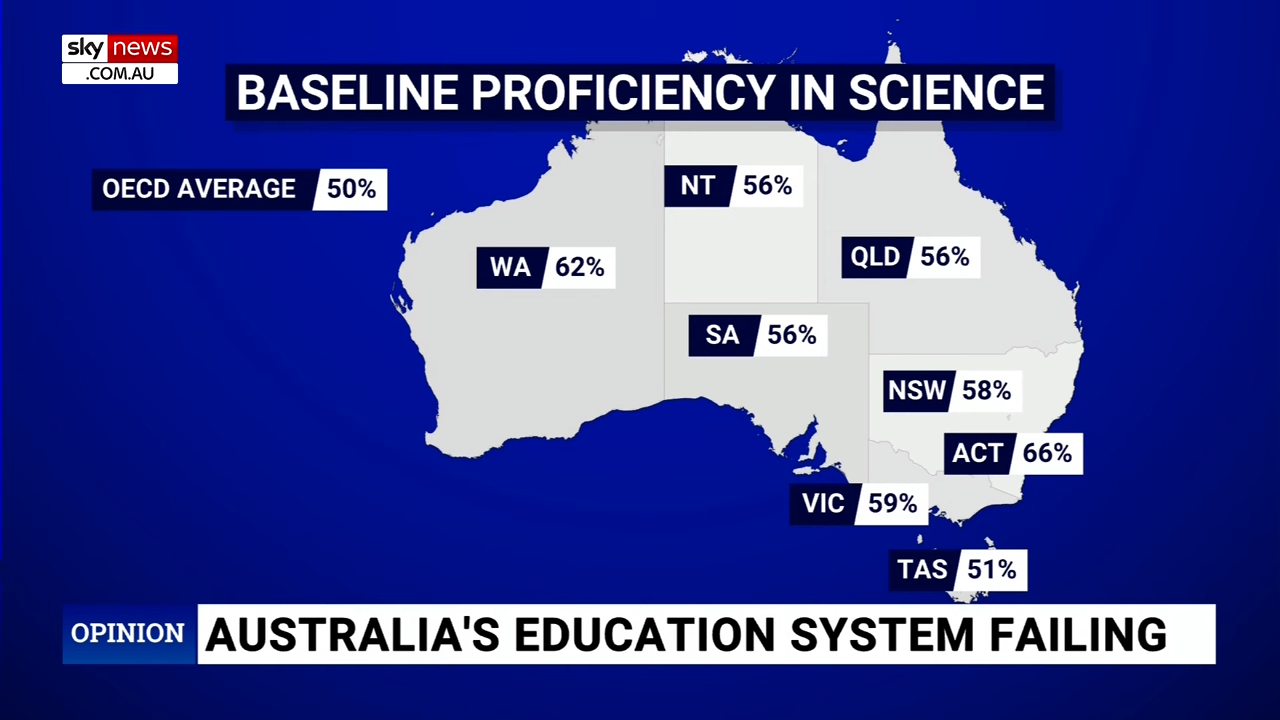 sky news
.COM.AU
BASELINE PROFICIENCY IN SCIENCE
OECD AVERAGE 50%
NT 56%
WA 62%
QLD 56%
SA 56%
NSW 58%
ACT 66%
VIC 59%
TAS 51%
OPINION AUSTRALIA'S EDUCATION SYSTEM FAILING